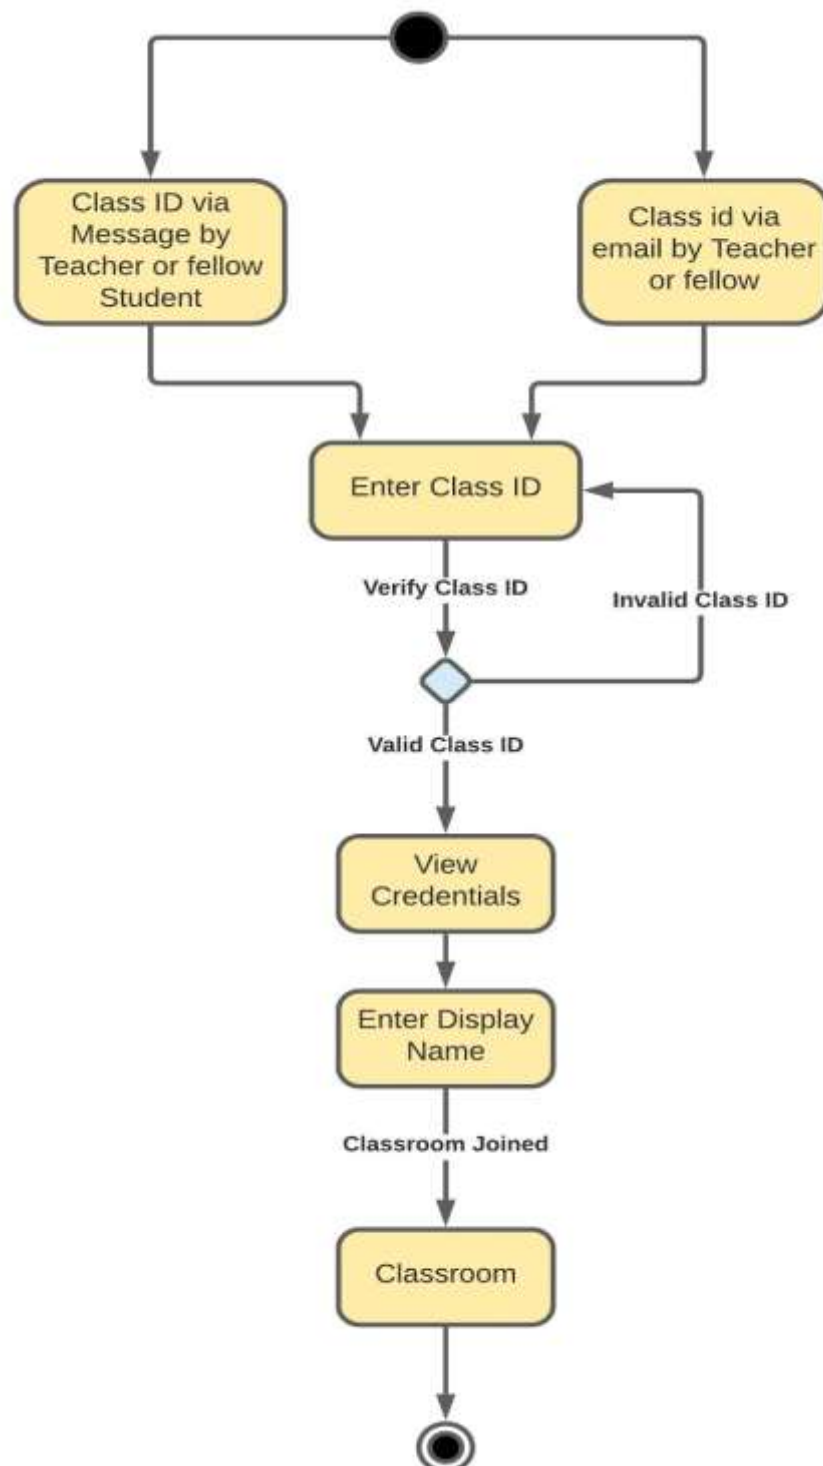 Class ID via
Message by
Teacher or fellow
Student
Class id via
email by Teacher
or fellow
Enter Class ID
Verify Class ID
Invalid Class ID
Valid Class ID
View
Credentials
Enter Display
Name
Classroom Joined
Classroom